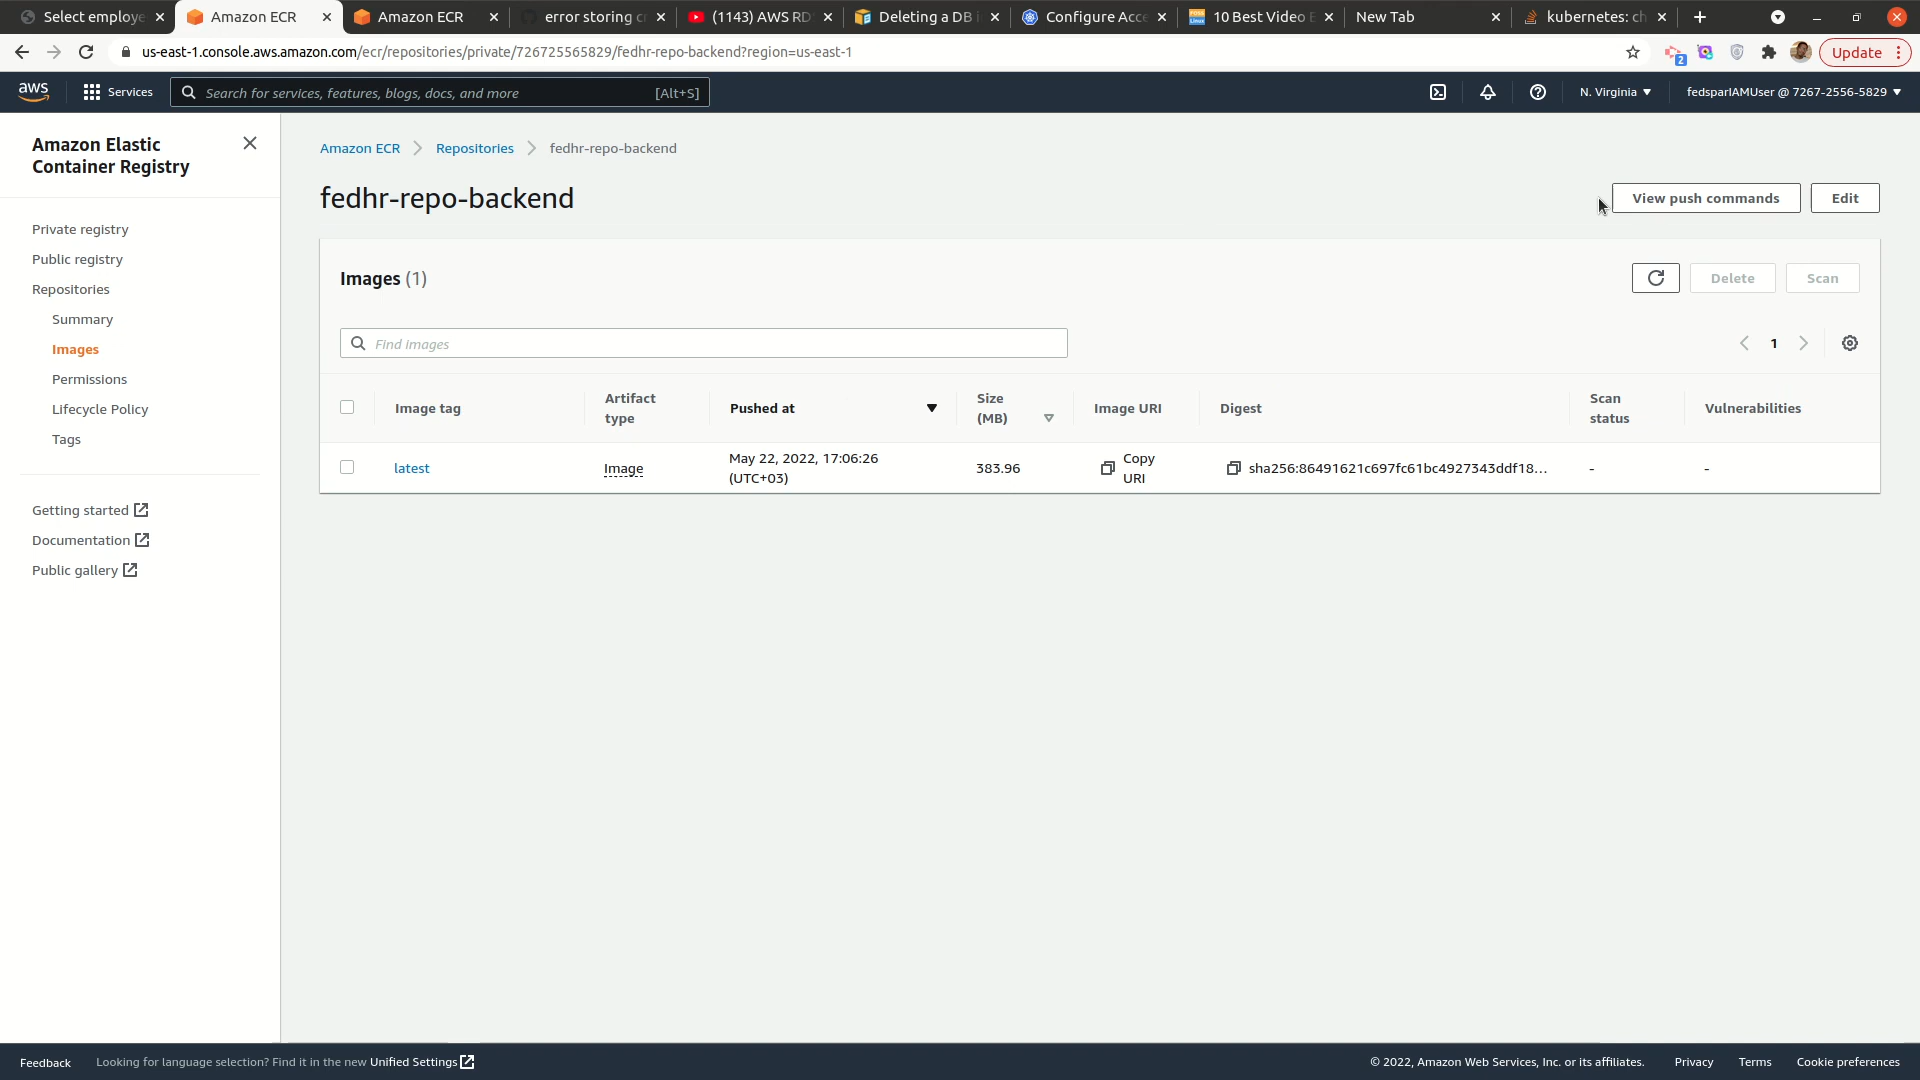 Select employe
Amazon ECR
Amazon ECR
error storing c
(1143) AWS RD
Deleting a DB i
Configure Acce
10 Best Video E
New Tab
kubernetes: ch
us-east-1.console.aws.amazon.com/ecr/repositories/private/726725565829/fedhr-repo-backend?region=us-east-1
2
Update
aws
Services
Search for services, features, blogs, docs, and more
[Alt+S]
N. Virginia
fedsparIAMUser @ 7267-2556-5829
Amazon Elastic
Container Registry
Private registry
Public registry
Repositories
Summary
Images
Permissions
Lifecycle Policy
Tags
Getting started
Documentation
Public gallery
Amazon ECR
Repositories
fedhr-repo-backend
fedhr-repo-backend
View push commands
Edit
Images (1)
Delete
Scan
Find Images
1
Image tag
Artifact
type
Pushed at
Size
(MB)
Image URI
Digest
Scan
status
Vulnerabilities
latest
Image
May 22, 2022, 17:06:26
(UTC+03)
383.96
Copy
URI
sha256:86491621c697fc61bc4927343ddf18...
-
-
Feedback
Looking for language selection? Find it in the new Unified Settings
© 2022, Amazon Web Services, Inc. or its affiliates.
Privacy
Terms
Cookie preferences